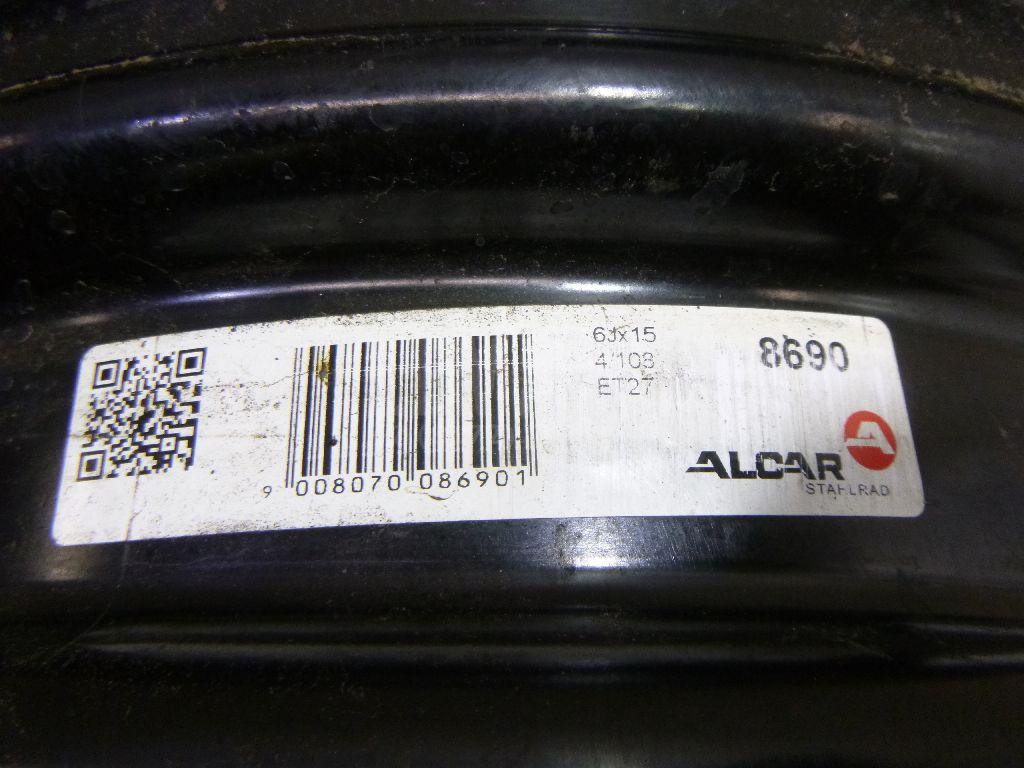 6Jx15
4/108
ET27
8690
ALCAR
STAHLRAD
9 008070 086901